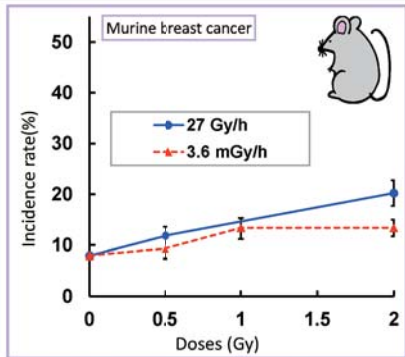 Murine breast cancer
50
40
30
20
10
0
Incidence rate(%)
27 Gy/h
3.6 mGy/h
0 0.5 1 1.5 2
Doses (Gy)